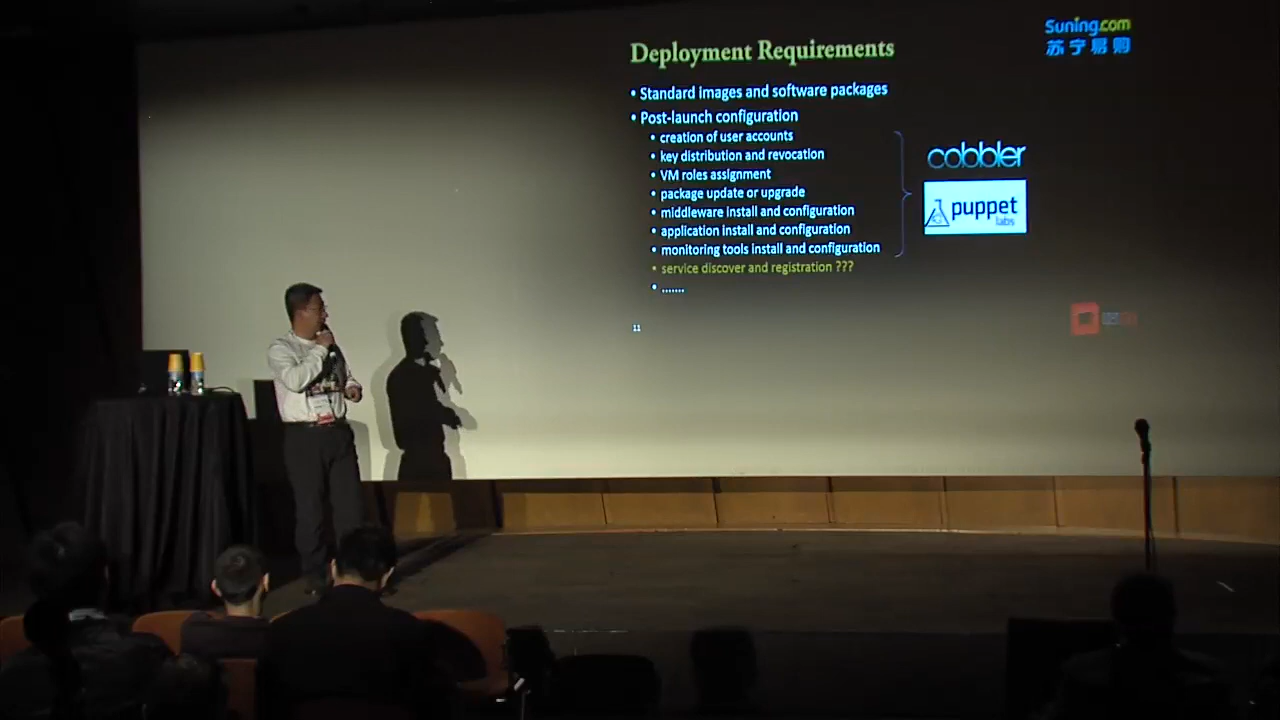 Suning.com
苏宁易购
Deployment Requirements
• Standard images and software packages
• Post-launch configuration
• creation of user accounts
• key distribution and revocation
• VM roles assignment
• package update or upgrade
• middleware install and configuration
• application install and configuration
• monitoring tools install and configuration
• service discover and registration ???
• .......
cobbler
puppet
labs
11